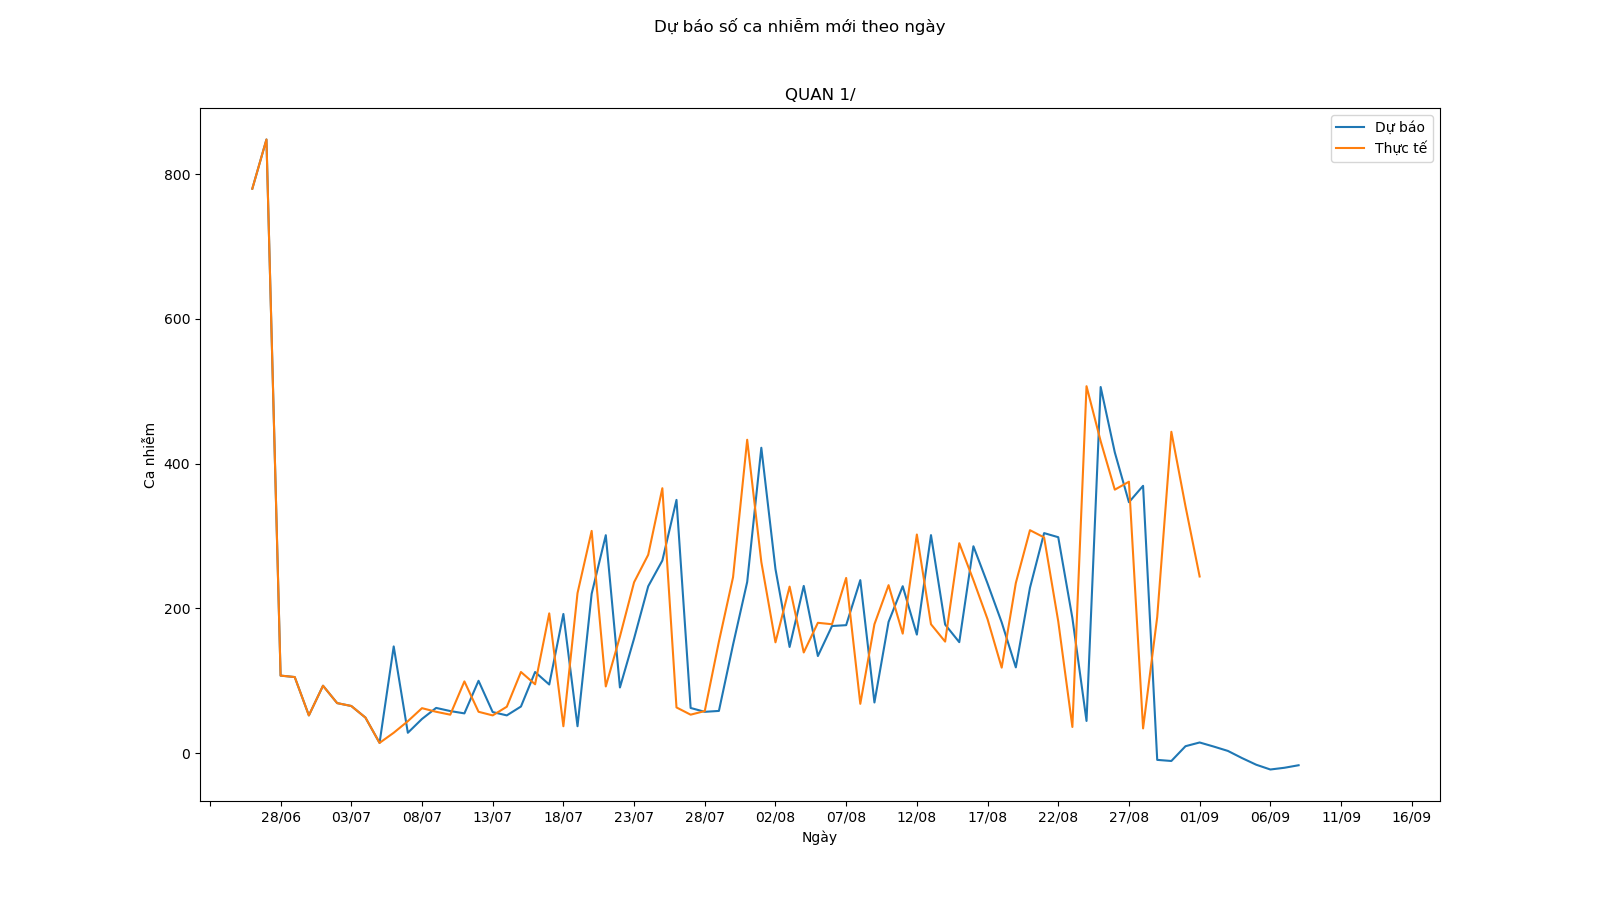 Dự báo số ca nhiễm mới theo ngày
QUAN 1/
Dự báo
Thực tế
Ca nhiễm
800
600
400
200
0
28/06 03/07 08/07 13/07 18/07 23/07 28/07 02/08 07/08 12/08 17/08 22/08 27/08 01/09 06/09 11/09 16/09
Ngày